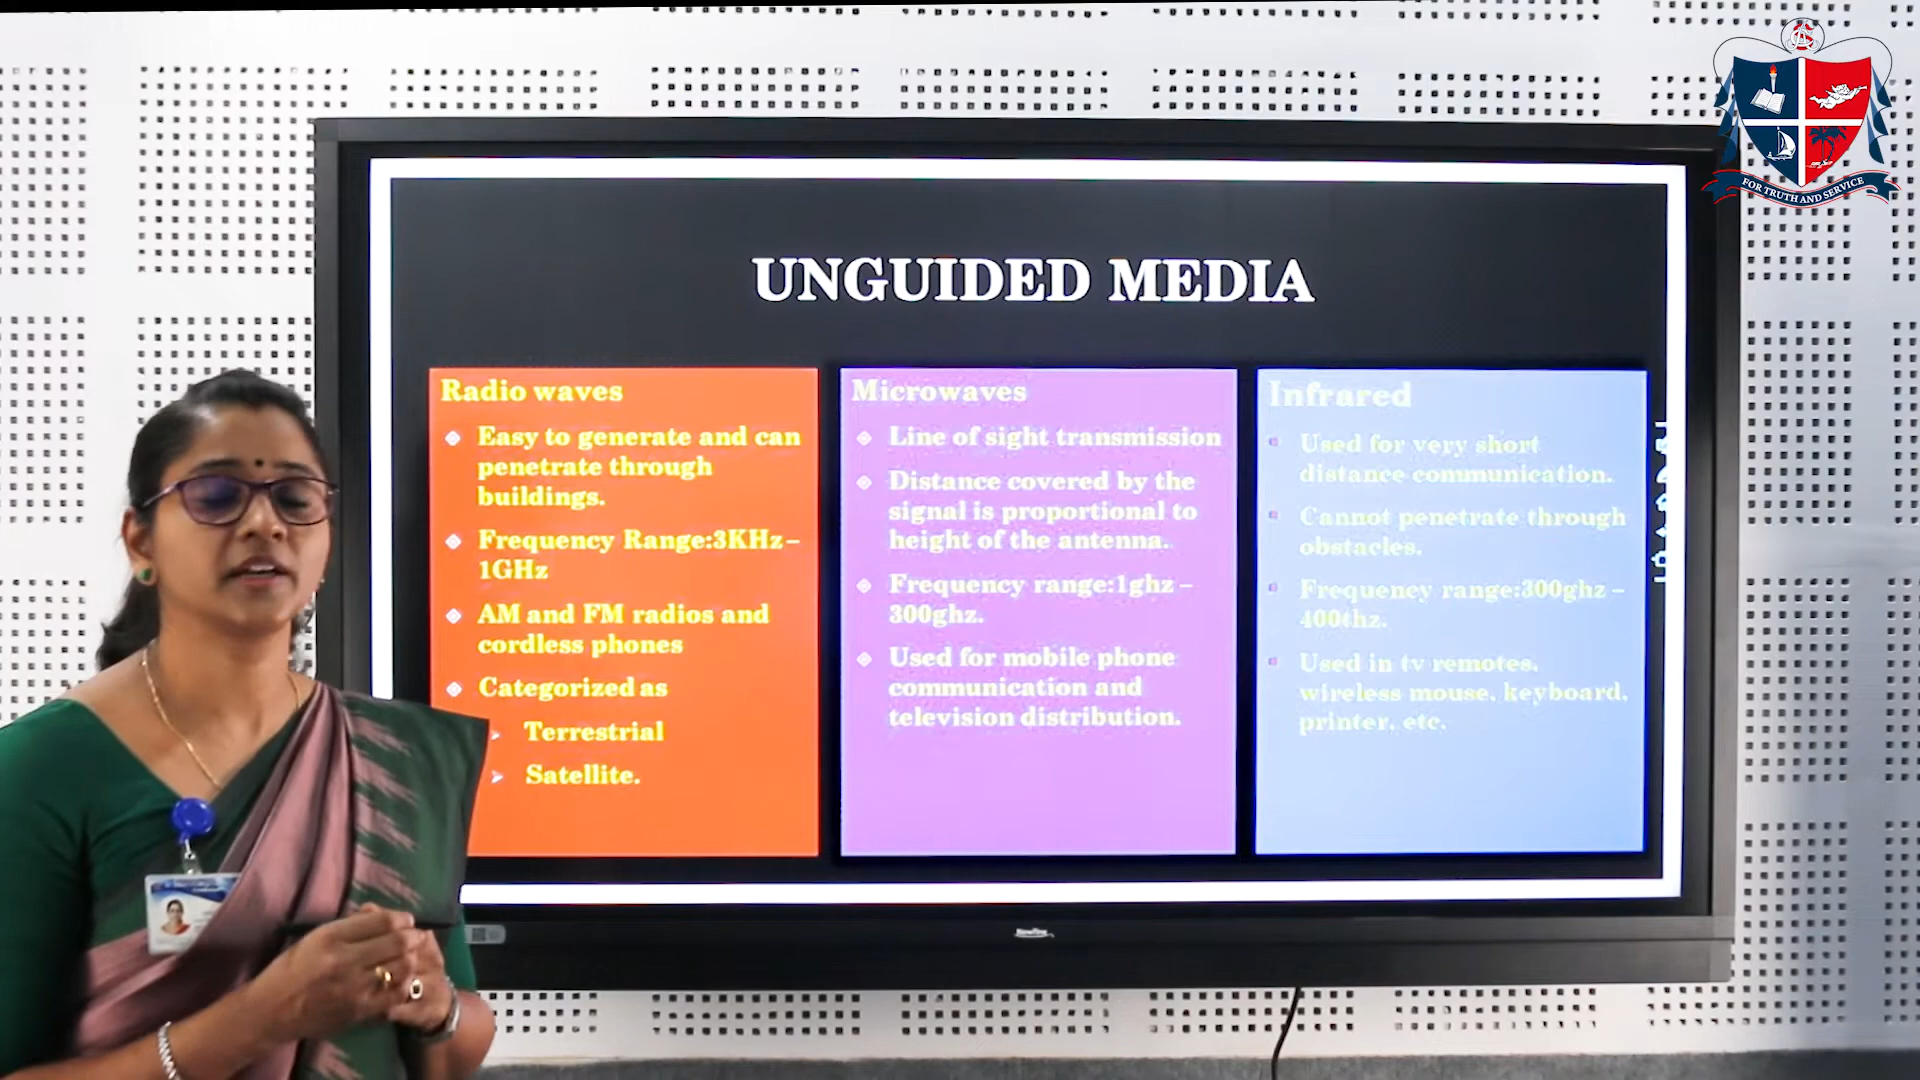 FOR TRUTH AND SERVICE
UNGUIDED MEDIA
Radio waves
Easy to generate and can
penetrate through
buildings.
Frequency Range:3KHz–
1GHz
AM and FM radios and
cordless phones
Categorized as
Terrestrial
Satellite.
Microwaves
Line of sight transmission
Distance covered by the
signal is proportional to
height of the antenna.
Frequency range:1ghz –
300ghz.
Used for mobile phone
communication and
television distribution.
Infrared
Used for very short
distance communication.
Cannot penetrate through
obstacles.
Frequency range:300ghz –
400thz.
Used in tv remotes,
wireless mouse, keyboard,
printer, etc.